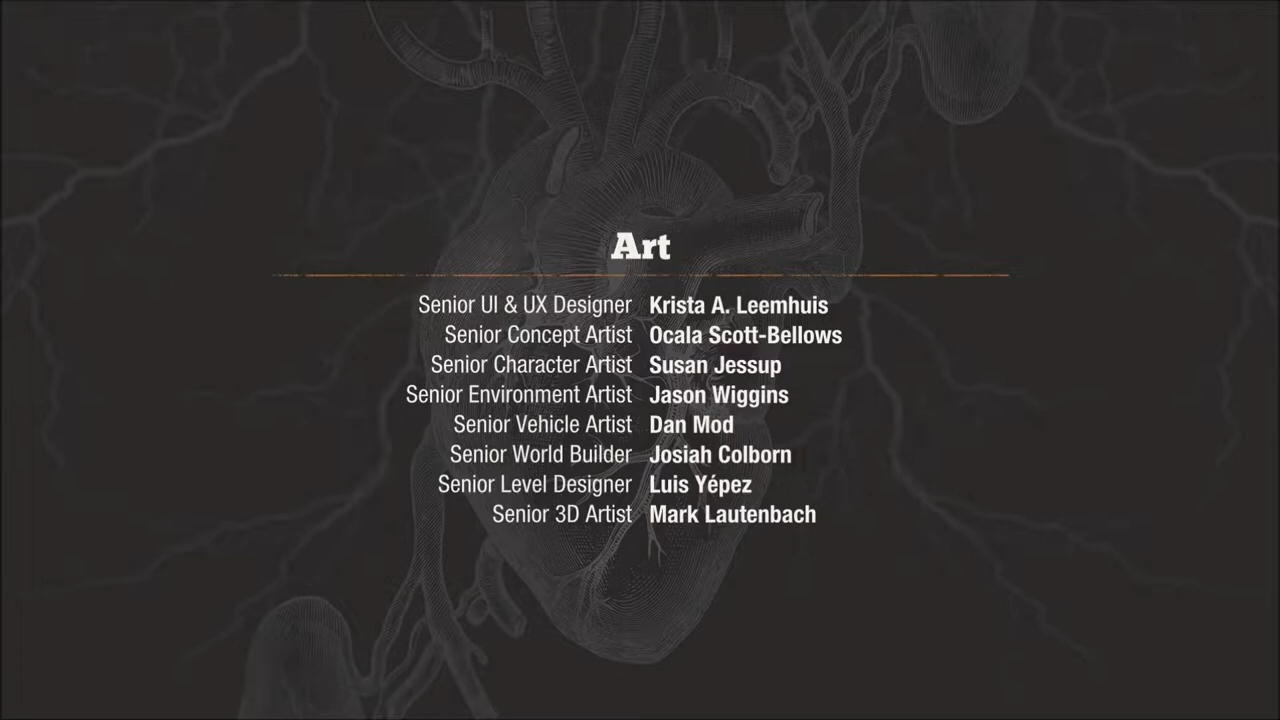 Art
Senior UI & UX Designer Krista A. Leemhuis
Senior Concept Artist Ocala Scott-Bellows
Senior Character Artist Susan Jessup
Senior Environment Artist Jason Wiggins
Senior Vehicle Artist Dan Mod
Senior World Builder Josiah Colborn
Senior Level Designer Luis Yépez
Senior 3D Artist Mark Lautenbach